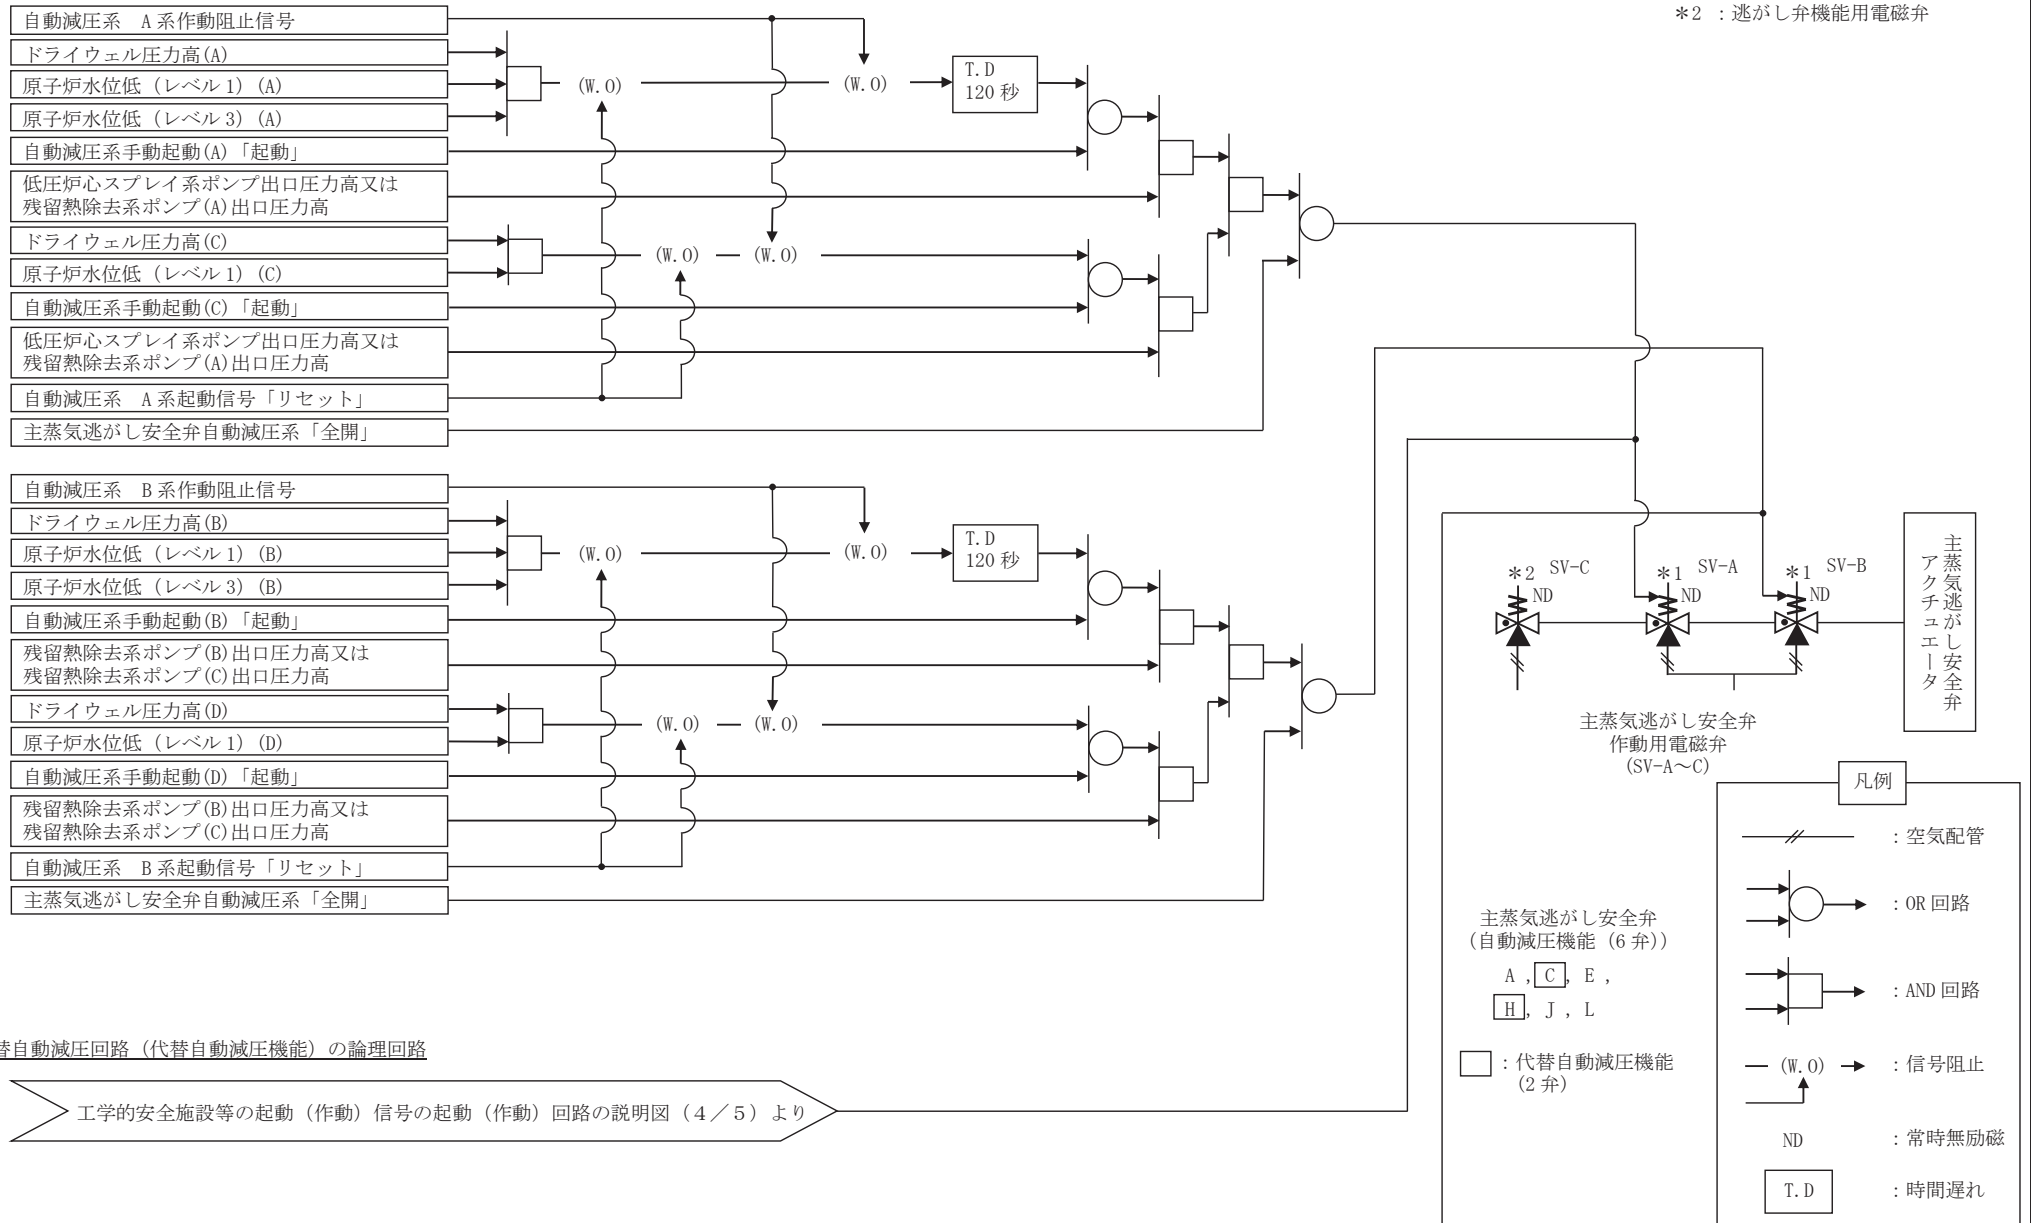 自動減圧系　A 系作動阻止信号
ドライウェル圧力高(A)
原子炉水位低（レベル 1）(A)
原子炉水位低（レベル 3）(A)
自動減圧系手動起動(A)「起動」
低圧炉心スプレイ系ポンプ出口圧力高又は
残留熱除去系ポンプ(A)出口圧力高
ドライウェル圧力高(C)
原子炉水位低（レベル 1）(C)
自動減圧系手動起動(C)「起動」
低圧炉心スプレイ系ポンプ出口圧力高又は
残留熱除去系ポンプ(A)出口圧力高
自動減圧系　A 系起動信号「リセット」
主蒸気逃がし安全弁自動減圧系「全開」
(W.O)
(W.O)
T.D
120 秒
(W.O)
(W.O)
自動減圧系　B 系作動阻止信号
ドライウェル圧力高(B)
原子炉水位低（レベル 1）(B)
原子炉水位低（レベル 3）(B)
自動減圧系手動起動(B)「起動」
残留熱除去系ポンプ(B)出口圧力高又は
残留熱除去系ポンプ(C)出口圧力高
ドライウェル圧力高(D)
原子炉水位低（レベル 1）(D)
自動減圧系手動起動(D)「起動」
残留熱除去系ポンプ(B)出口圧力高又は
残留熱除去系ポンプ(C)出口圧力高
自動減圧系　B 系起動信号「リセット」
主蒸気逃がし安全弁自動減圧系「全開」
(W.O)
(W.O)
T.D
120 秒
(W.O)
(W.O)
替自動減圧回路（代替自動減圧機能）の論理回路
工学的安全施設等の起動（作動）信号の起動（作動）回路の説明図（４／５）より
＊2　：逃がし弁機能用電磁弁
＊2　SV-C
ND
＊1　SV-A
ND
＊1　SV-B
ND
主蒸気逃がし安全弁
アクチュエータ
主蒸気逃がし安全弁
作動用電磁弁
(SV-A～C)
主蒸気逃がし安全弁
（自動減圧機能（6 弁））
A , C , E ,
H , J , L
：代替自動減圧機能
（2 弁）
凡例
：空気配管
：OR 回路
：AND 回路
(W.O)　：信号阻止
ND　：常時無励磁
T.D　：時間遅れ